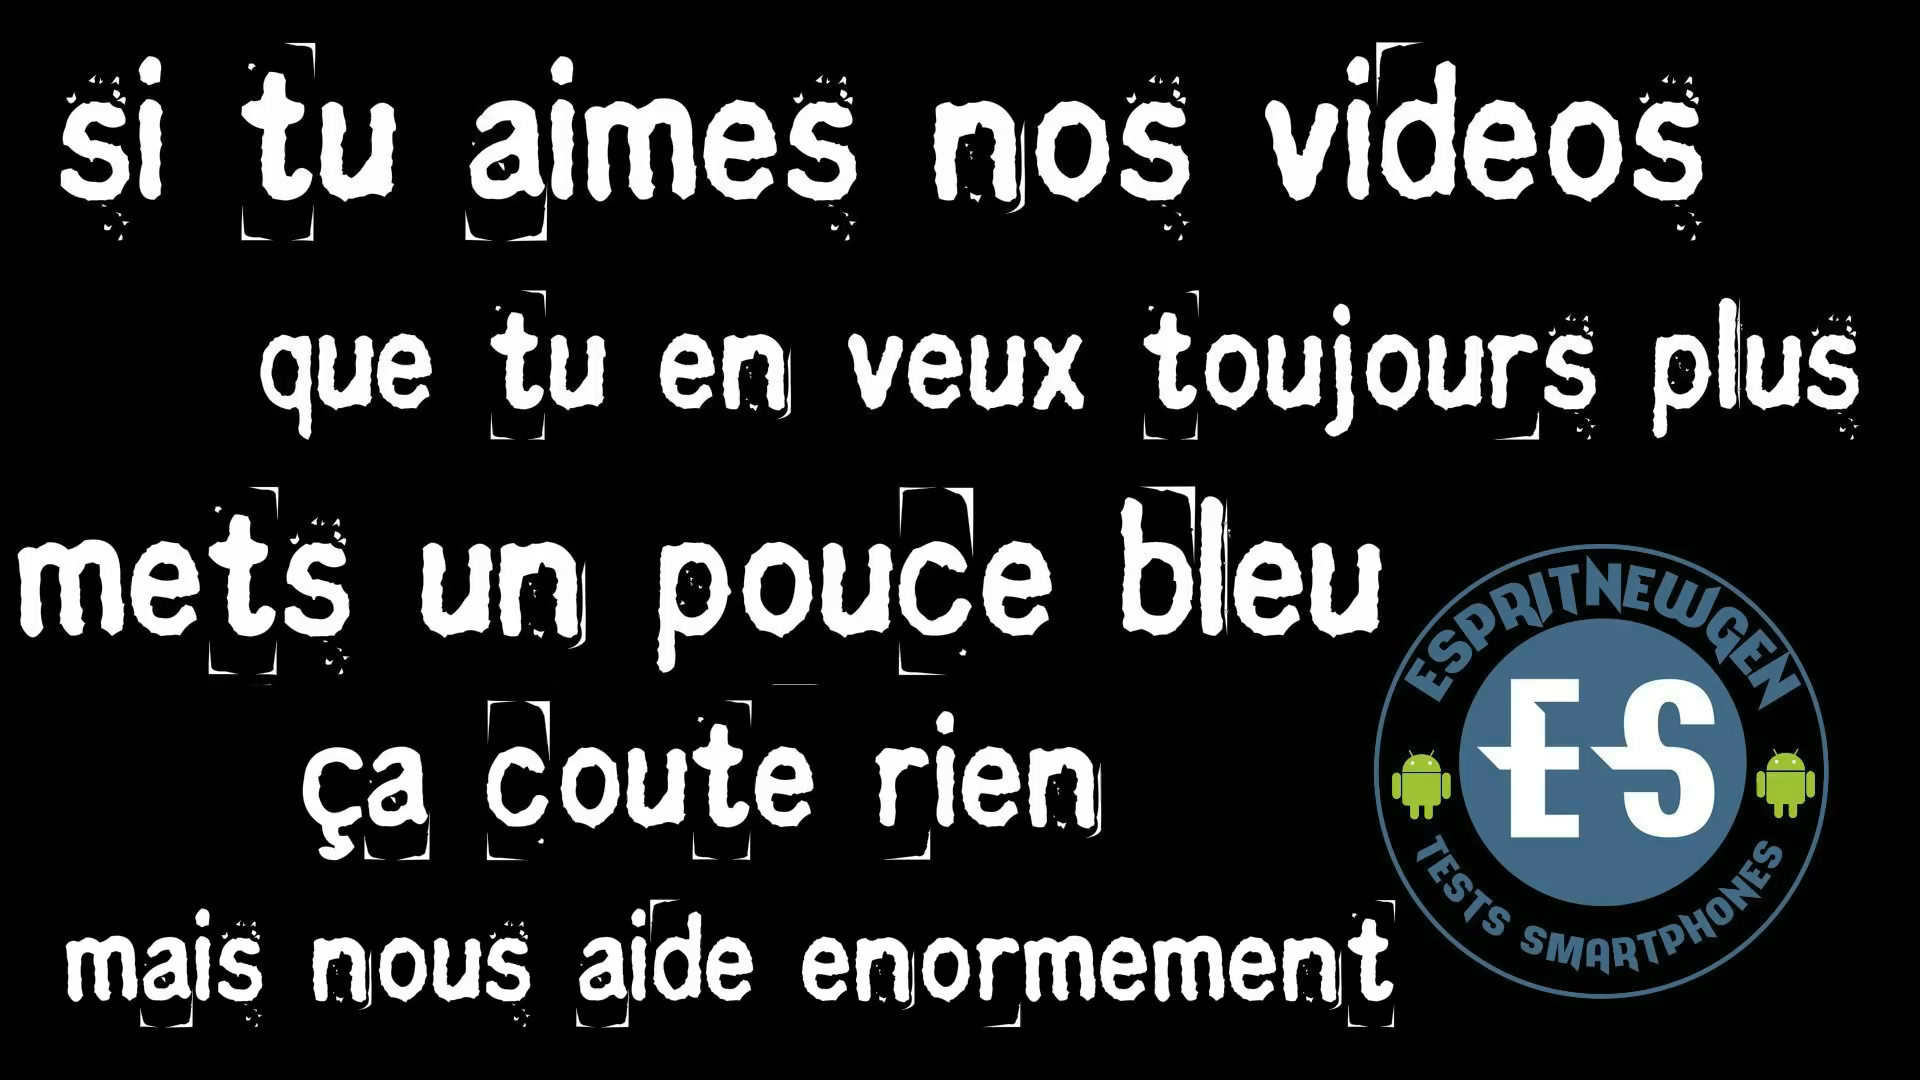 si tu aimes nos videos
que tu en veux toujours plus
mets un pouce bleu
ça coute rien
mais nous aide enormement
ESPRITNEWGEN
ES
TESTS SMARTPHONES